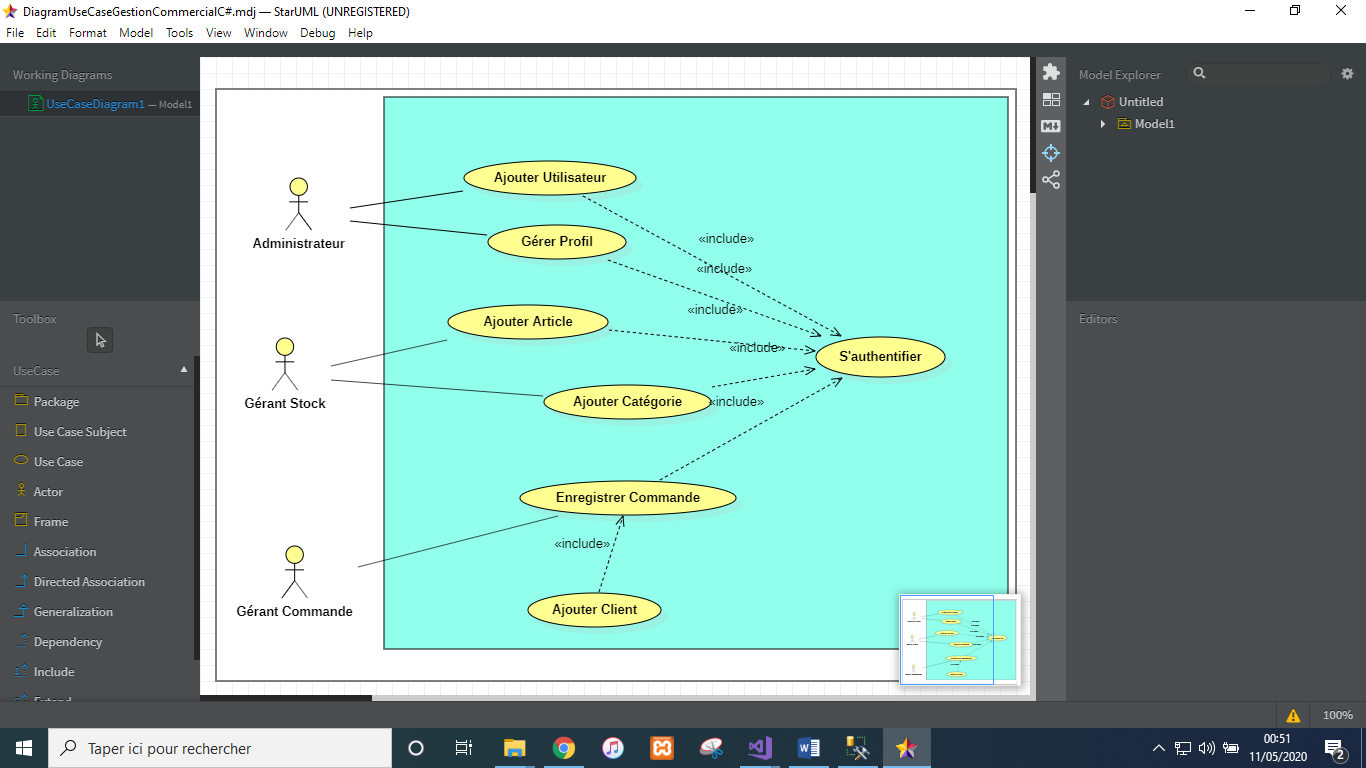 DiagramUseCaseGestionCommercialC#.mdj — StarUML (UNREGISTERED)
File Edit Format Model Tools View Window Debug Help
Working Diagrams
UseCaseDiagram1 — Model1
Toolbox
UseCase
Package
Use Case Subject
Use Case
Actor
Frame
Association
Directed Association
Generalization
Dependency
Include
Extend
Administrateur
Gérant Stock
Gérant Commande
Ajouter Utilisateur
Gérer Profil
Ajouter Article
Ajouter Catégorie
Enregistrer Commande
Ajouter Client
S'authentifier
«include»
«include»
«include»
«include»
«include»
«include»
M↓
Model Explorer
Untitled
Model1
Editors
100%
Taper ici pour rechercher
00:51
11/05/2020
2